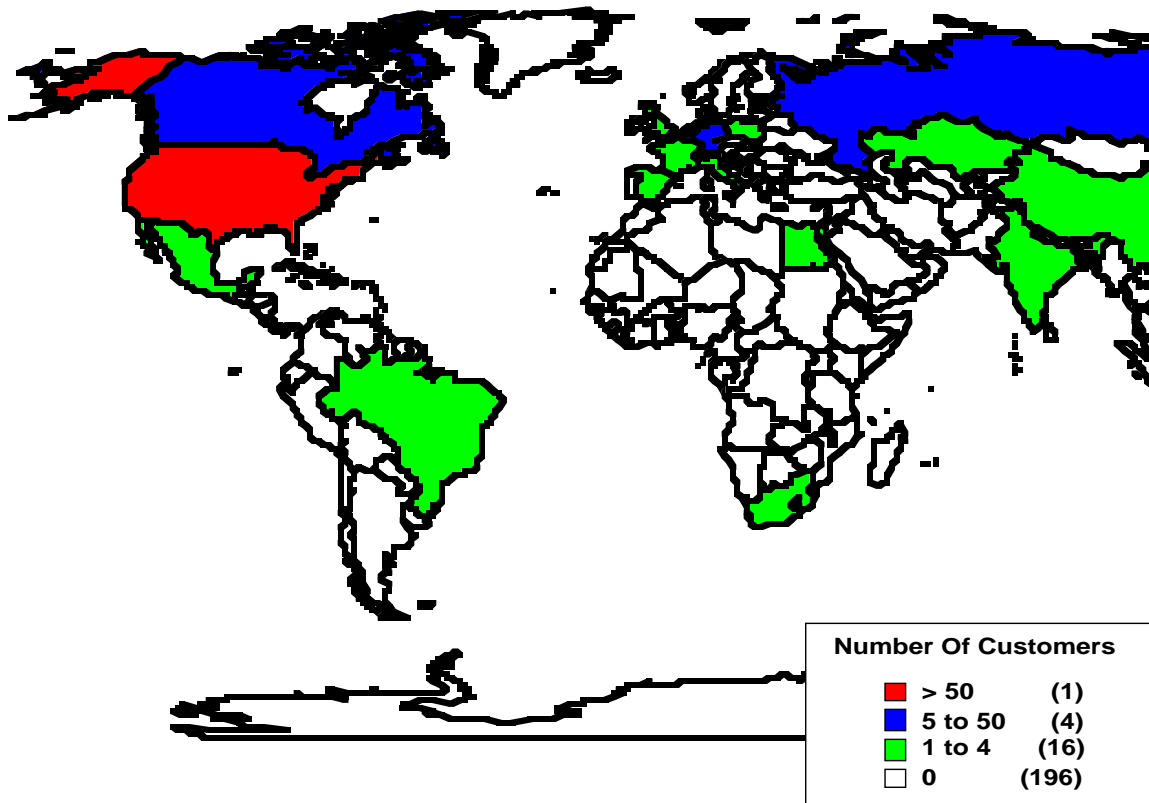 Number Of Customers
> 50 (1)
5 to 50 (4)
1 to 4 (16)
0 (196)